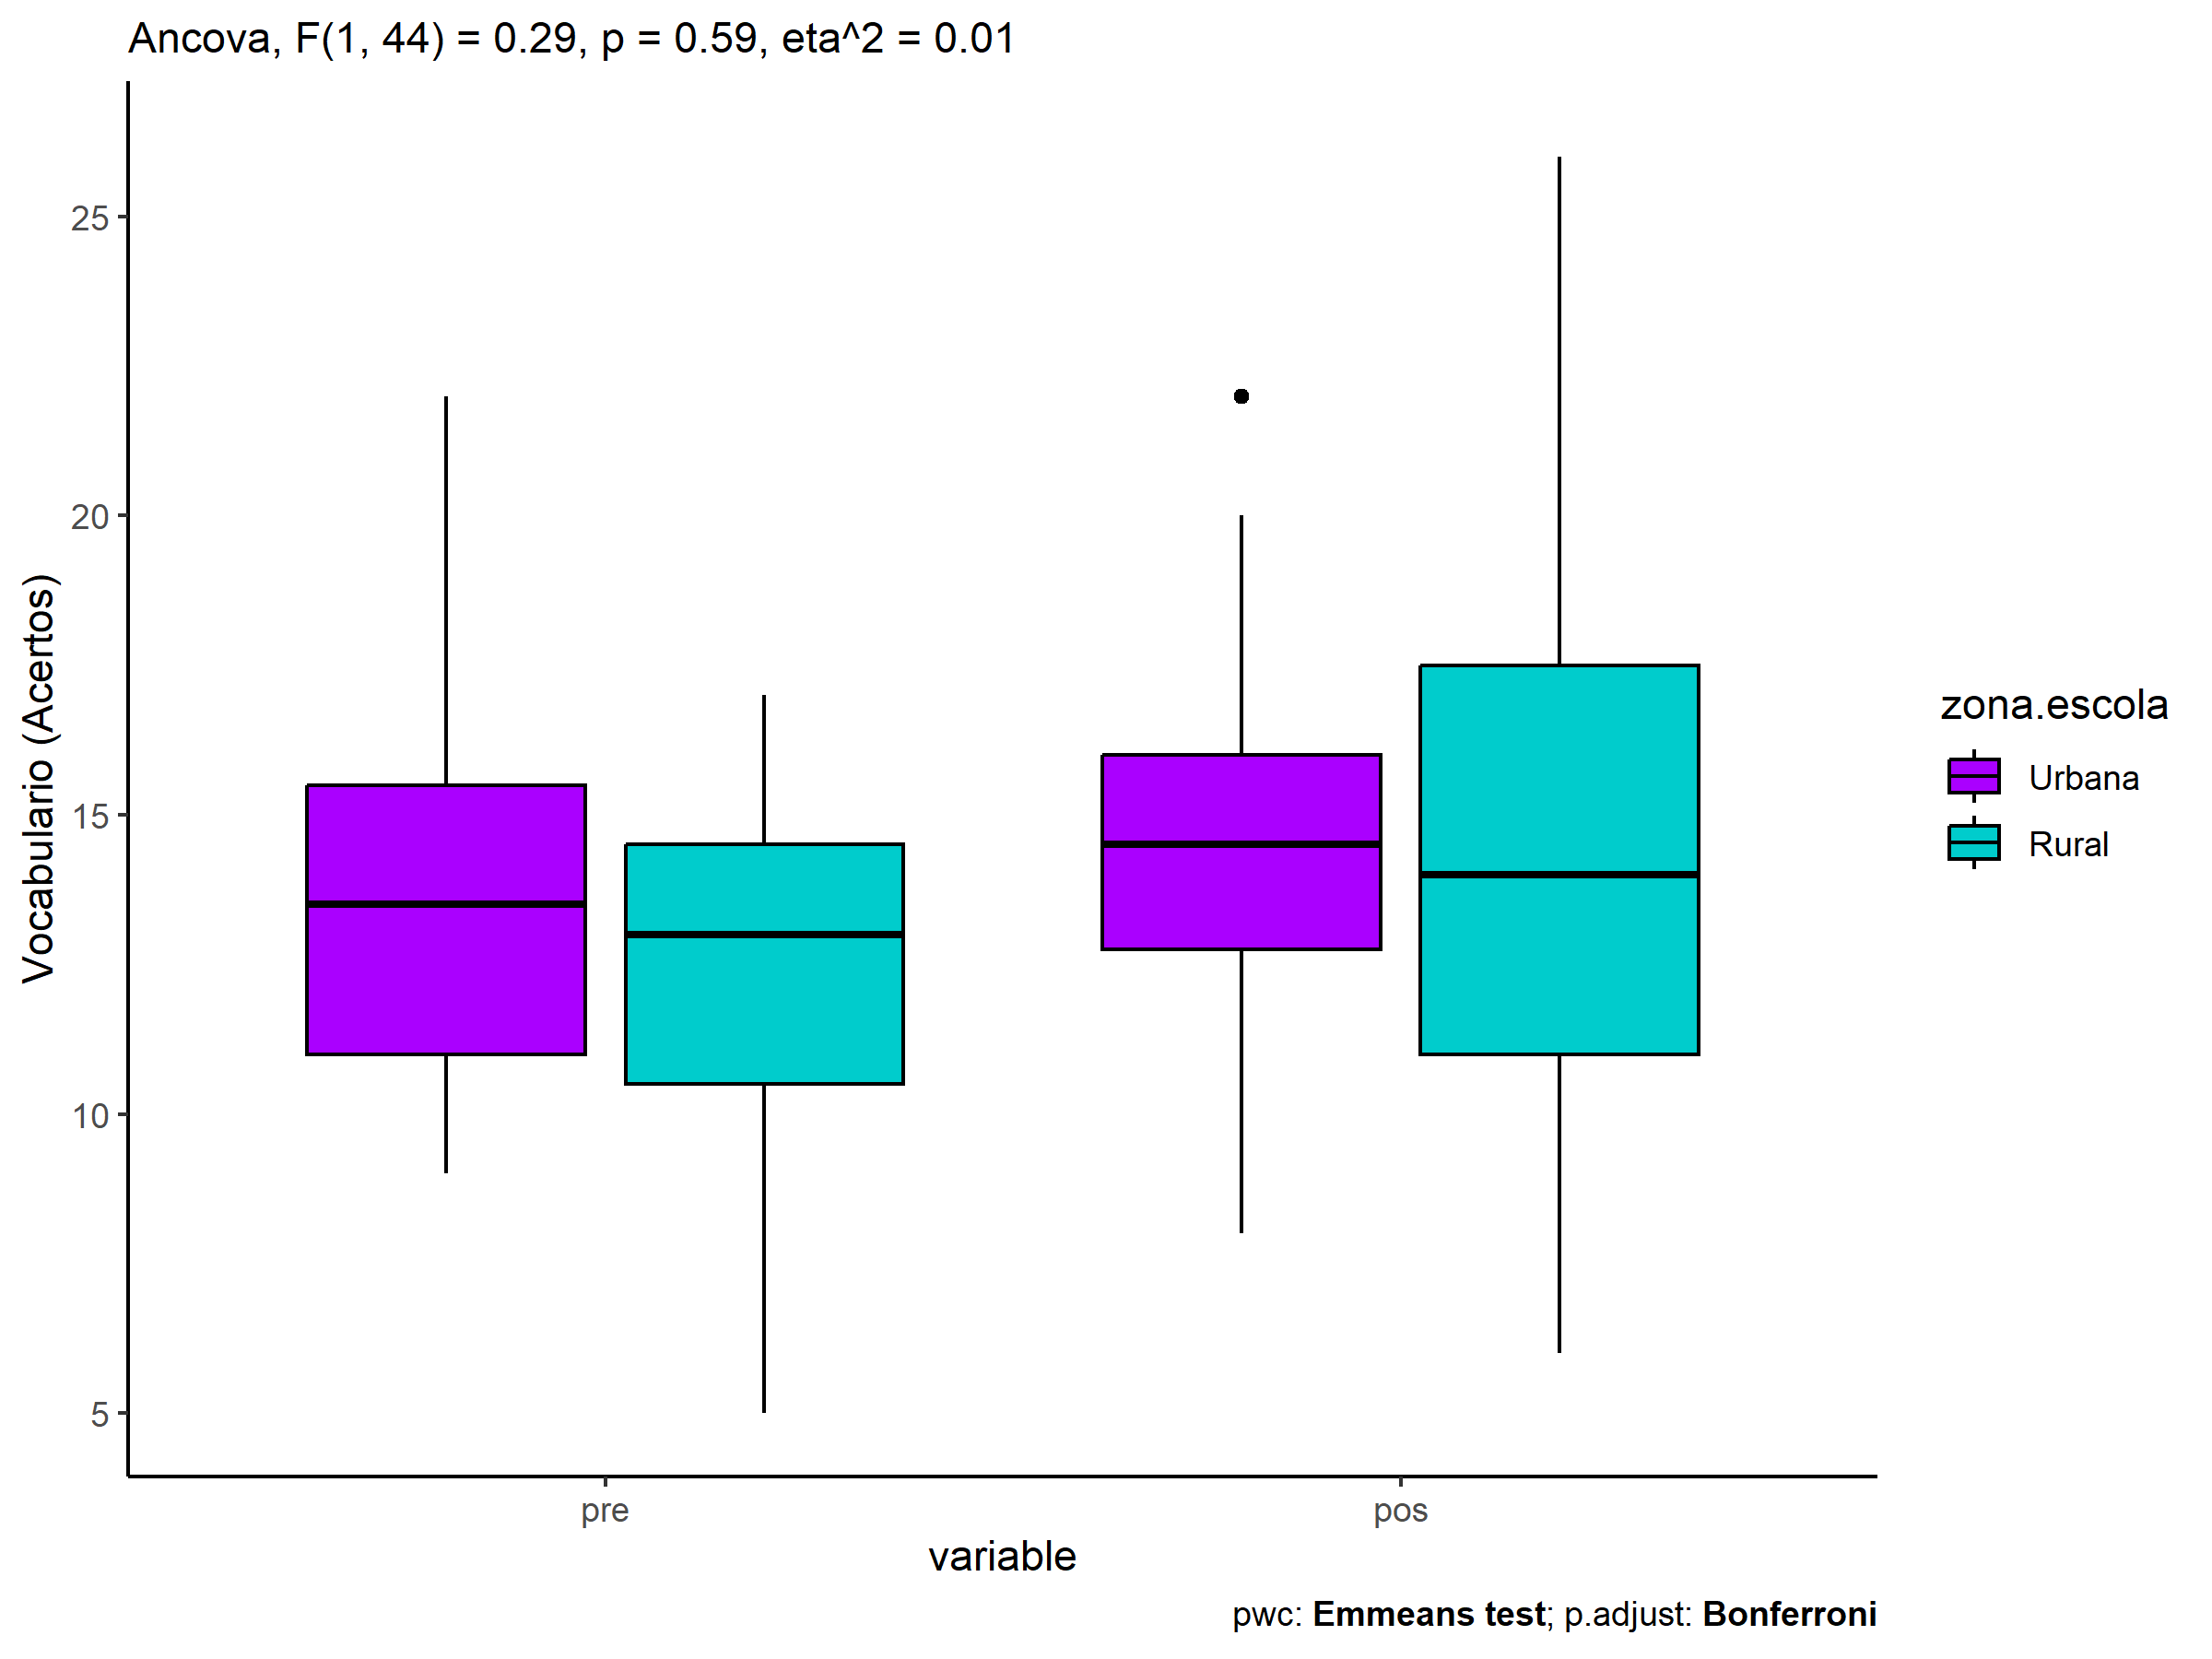 Ancova, F(1, 44) = 0.29, p = 0.59, eta^2 = 0.01
Vocabulario (Acertos)
25
20
15
10
5
pre
pos
variable
zona.escola
Urbana
Rural
pwc: Emmeans test; p.adjust: Bonferroni